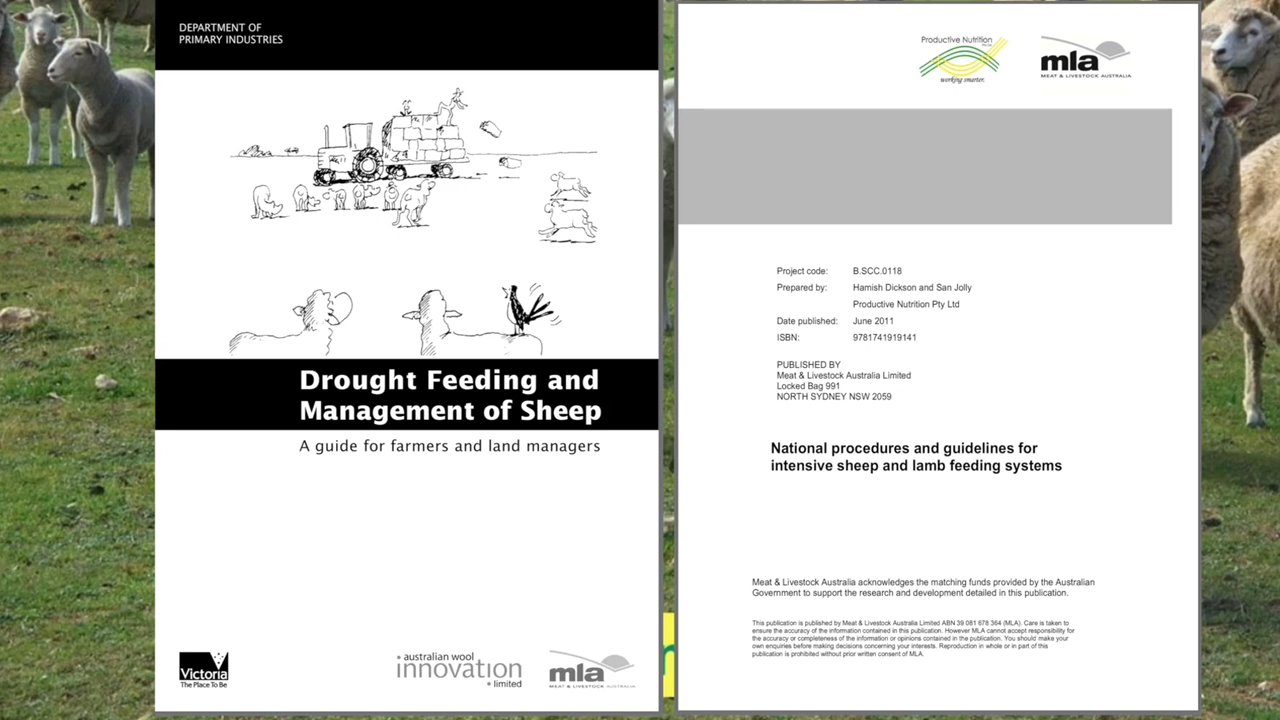 DEPARTMENT OF
PRIMARY INDUSTRIES
Drought Feeding and
Management of Sheep
A guide for farmers and land managers
Victoria
The Place To Be
australian wool
innovation
limited
mla
MEAT & LIVESTOCK AUSTRALIA
Productive Nutrition
Pty Ltd
working smarter.
mla
MEAT & LIVESTOCK AUSTRALIA
Project code: B.SCC.0118
Prepared by: Hamish Dickson and San Jolly
Productive Nutrition Pty Ltd
Date published: June 2011
ISBN: 9781741919141
PUBLISHED BY
Meat & Livestock Australia Limited
Locked Bag 991
NORTH SYDNEY NSW 2059
National procedures and guidelines for
intensive sheep and lamb feeding systems
Meat & Livestock Australia acknowledges the matching funds provided by the Australian
Government to support the research and development detailed in this publication.
This publication is published by Meat & Livestock Australia Limited ABN 39 081 678 364 (MLA). Care is taken to
ensure the accuracy of the information contained in this publication. However MLA cannot accept responsibility for
the accuracy or completeness of the information or opinions contained in the publication. You should make your
own enquiries before making decisions concerning your interests. Reproduction in whole or in part of this
publication is prohibited without prior written consent of MLA.